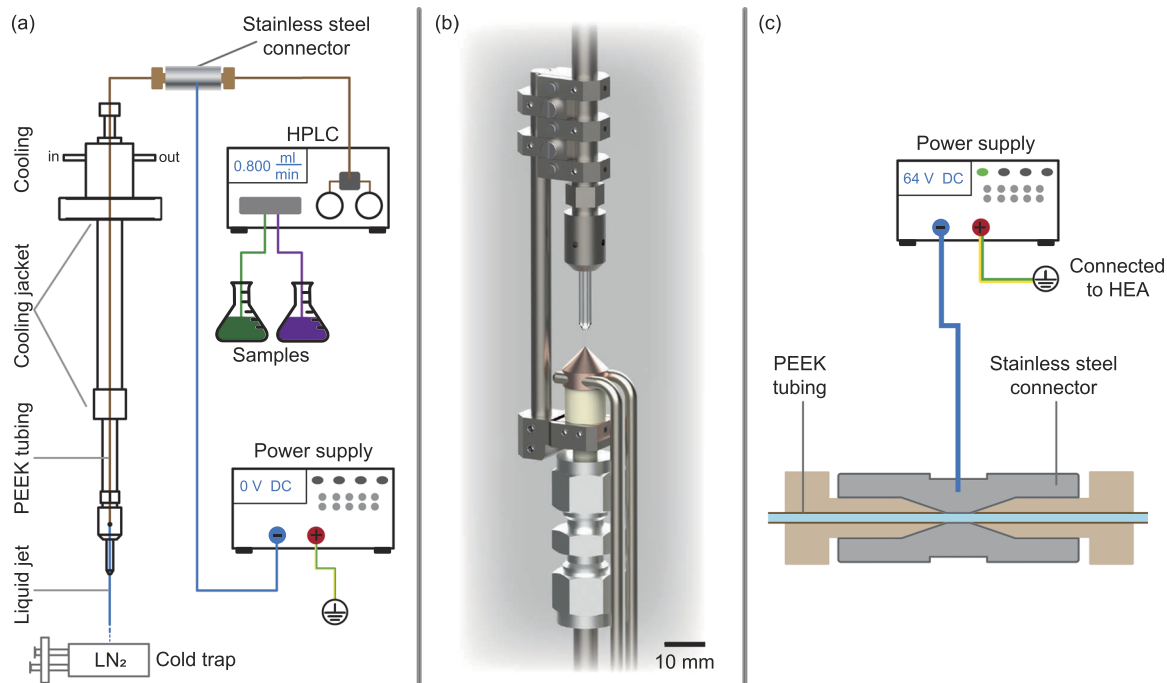 (a)
Stainless steel
connector
Cooling
in
out
HPLC
0.800 ml
min
Cooling jacket
Samples
PEEK tubing
Power supply
0 V DC
-
+
Liquid jet
LN₂
Cold trap
(b)
10 mm
(c)
Power supply
64 V DC
-
+
Connected
to HEA
PEEK
tubing
Stainless steel
connector